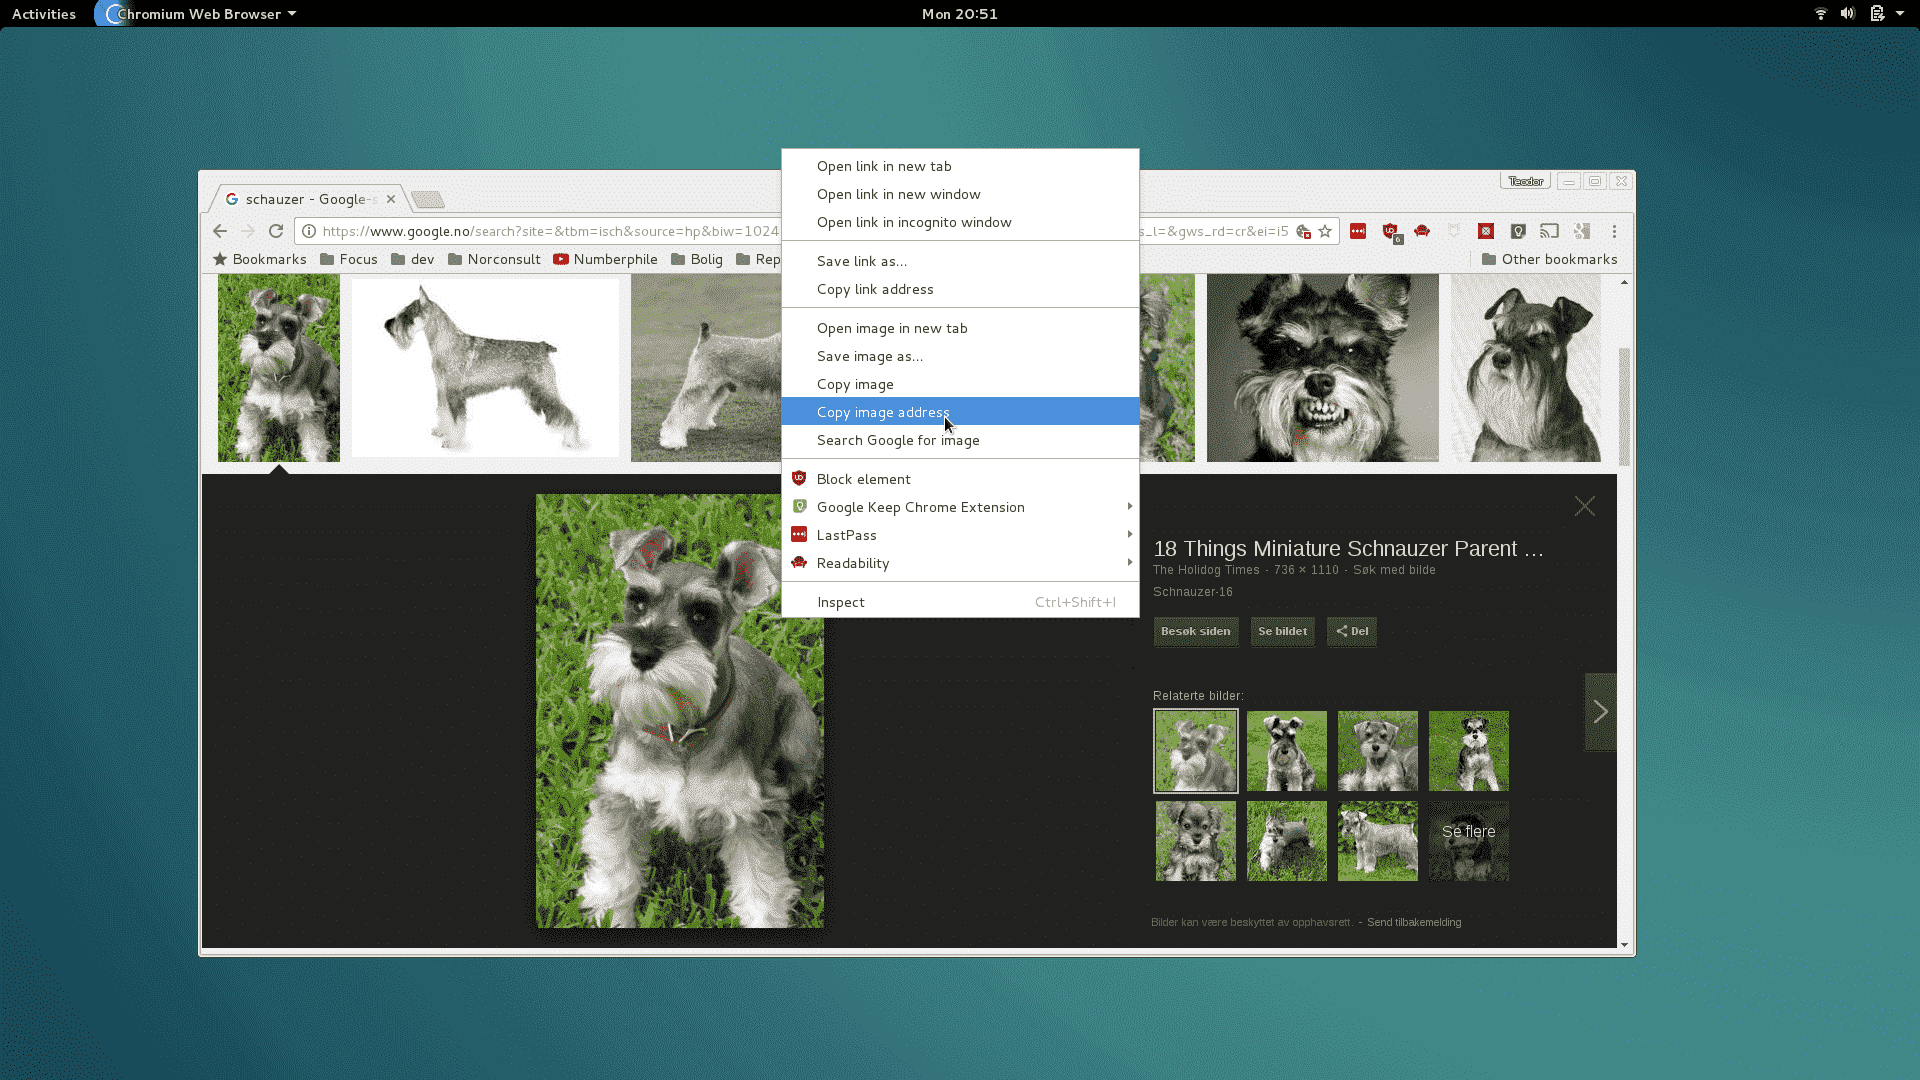 Activities
Chromium Web Browser
Mon 20:51
Teodor
schauzer - Google-s
https://www.google.no/search?site=&tbm=isch&source=hp&biw=1024
s_l=&gws_rd=cr&ei=i5
6
Bookmarks
Focus
dev
Norconsult
Numberphile
Bolig
Rep
Other bookmarks
Open link in new tab
Open link in new window
Open link in incognito window
Save link as...
Copy link address
Open image in new tab
Save image as...
Copy image
Copy image address
Search Google for image
Block element
Google Keep Chrome Extension
LastPass
Readability
Inspect Ctrl+Shift+I
18 Things Miniature Schnauzer Parent ...
The Holidog Times - 736 × 1110 - Søk med bilde
Schnauzer-16
Besøk siden
Se bildet
Del
Relaterte bilder:
Se flere
Bilder kan være beskyttet av opphavsrett. - Send tilbakemelding